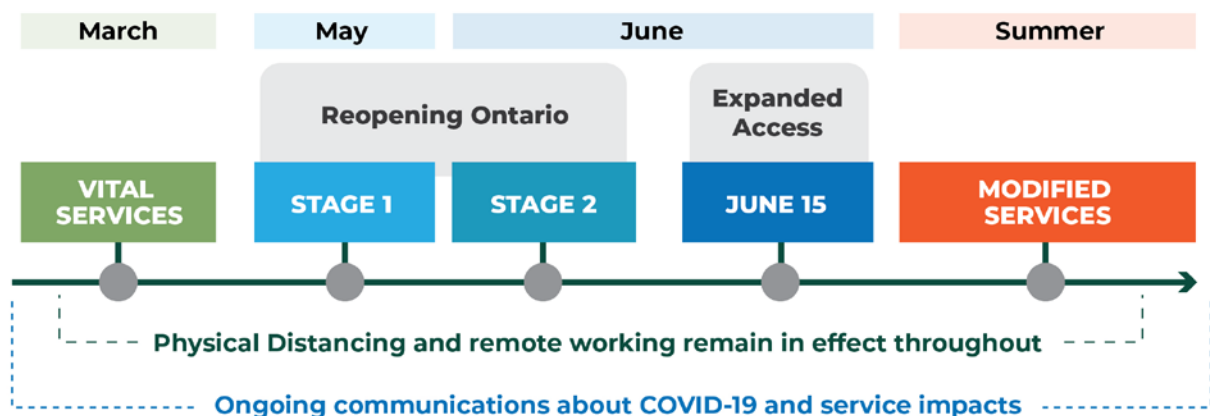 March
May
June
Summer
Reopening Ontario
Expanded
Access
VITAL
SERVICES
STAGE 1
STAGE 2
JUNE 15
MODIFIED
SERVICES
Physical Distancing and remote working remain in effect throughout
Ongoing communications about COVID-19 and service impacts